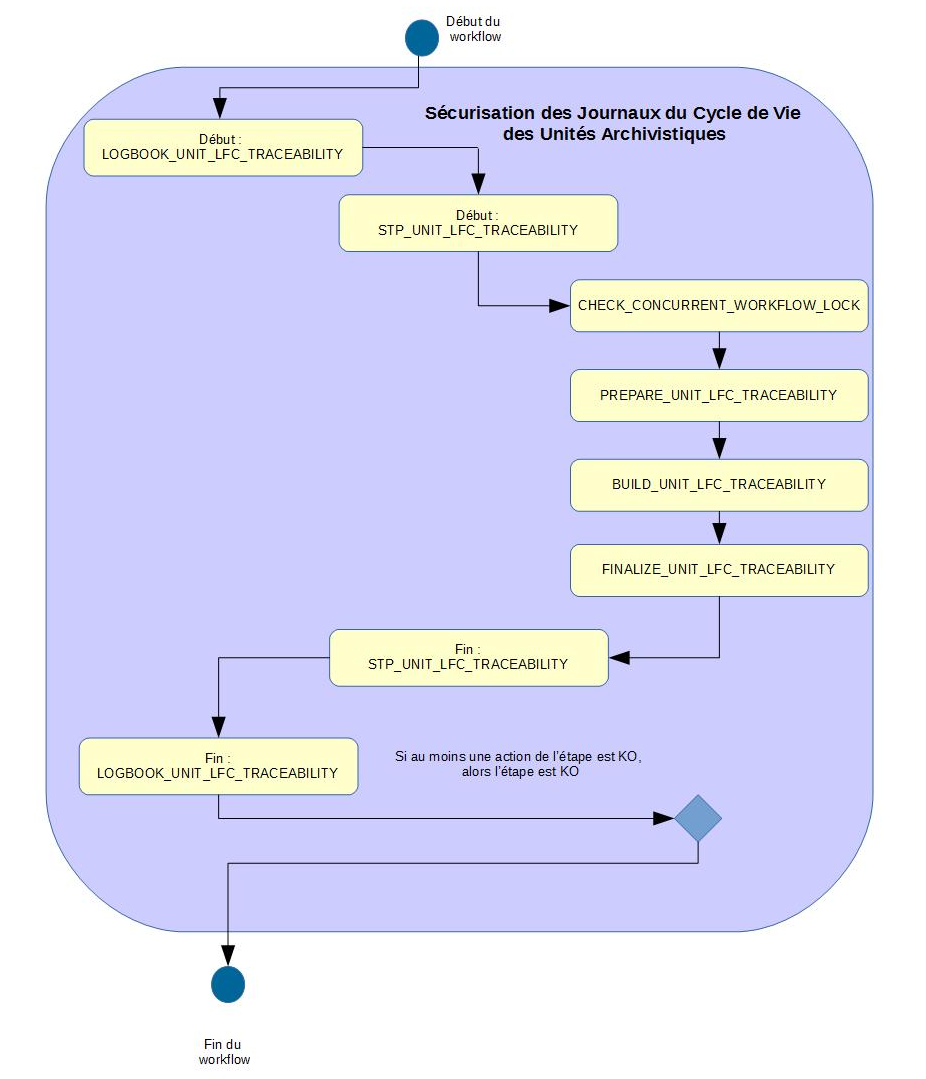 Début du
workflow
Sécurisation des Journaux du Cycle de Vie
des Unités Archivistiques
Début :
LOGBOOK_UNIT_LFC_TRACEABILITY
Début :
STP_UNIT_LFC_TRACEABILITY
CHECK_CONCURRENT_WORKFLOW_LOCK
PREPARE_UNIT_LFC_TRACEABILITY
BUILD_UNIT_LFC_TRACEABILITY
FINALIZE_UNIT_LFC_TRACEABILITY
Fin :
STP_UNIT_LFC_TRACEABILITY
Fin :
LOGBOOK_UNIT_LFC_TRACEABILITY
Si au moins une action de l'étape est KO,
alors l'étape est KO
Fin du
workflow